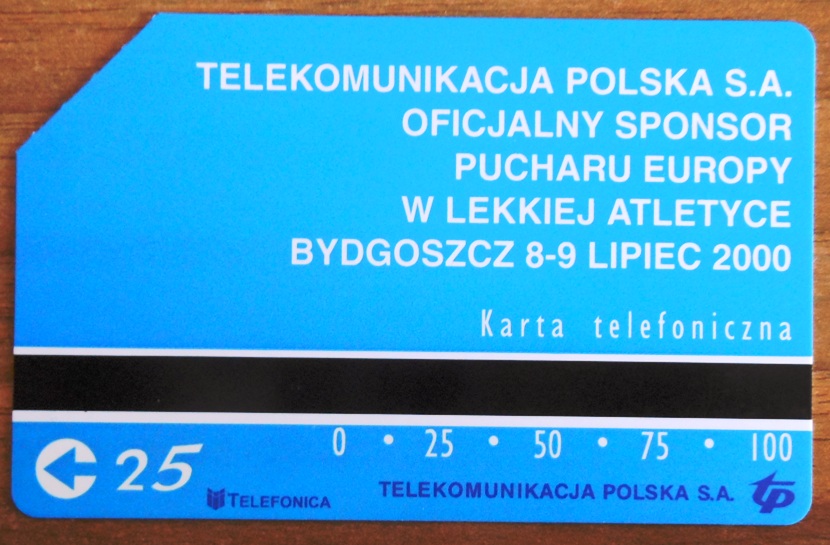 TELEKOMUNIKACJA POLSKA S.A.
OFICJALNY SPONSOR
PUCHARU EUROPY
W LEKKIEJ ATLETYCE
BYDGOSZCZ 8-9 LIPIEC 2000
Karta telefoniczna
0 • 25 • 50 • 75 • 100
25
TELEFONICA
TELEKOMUNIKACJA POLSKA S.A. tp